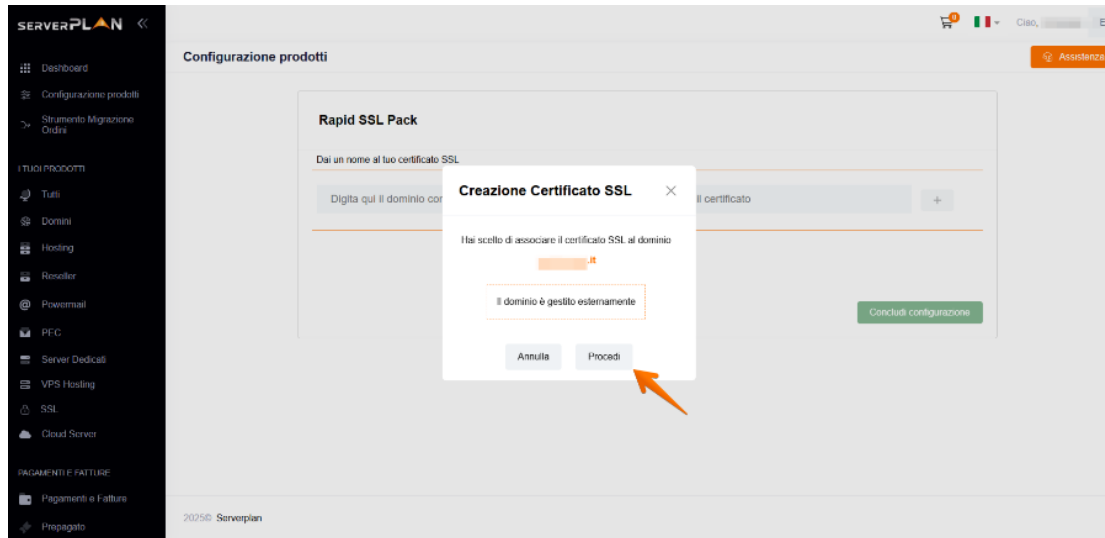 SERVERPLAN
0
Ciao,
E
Dashboard
Configurazione prodotti
Strumento Migrazione
Ordini
I TUOI PRODOTTI
Tutti
Domini
Hosting
Reseller
Powermail
PEC
Server Dedicati
VPS Hosting
SSL
Cloud Server
PAGAMENTI E FATTURE
Pagamenti e Fatture
Prepagato
Configurazione prodotti
Assistenza
Rapid SSL Pack
Dai un nome al tuo certificato SSL
Digita qui il dominio con
il certificato
+
Creazione Certificato SSL
Hai scelto di associare il certificato SSL al dominio
.it
Il dominio è gestito esternamente
Annulla
Procedi
Concludi configurazione
2025© Serverplan